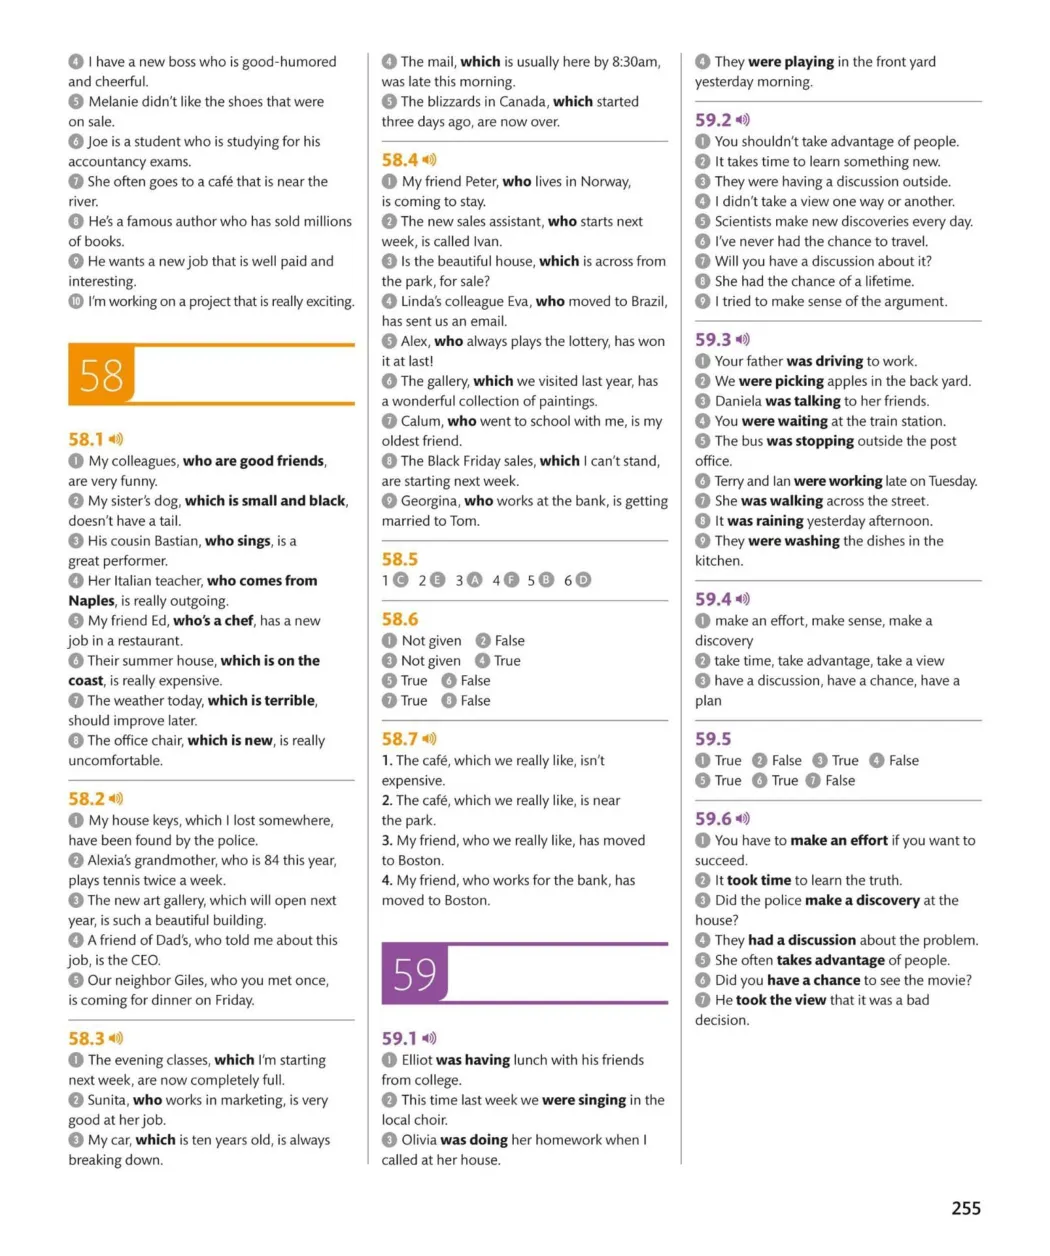 4 I have a new boss who is good-humored
and cheerful.
5 Melanie didn't like the shoes that were
on sale.
6 Joe is a student who is studying for his
accountancy exams.
7 She often goes to a café that is near the
river.
8 He's a famous author who has sold millions
of books.
9 He wants a new job that is well paid and
interesting.
10 I'm working on a project that is really exciting.
58
58.1
1 My colleagues, who are good friends,
are very funny.
2 My sister's dog, which is small and black,
doesn't have a tail.
3 His cousin Bastian, who sings, is a
great performer.
4 Her Italian teacher, who comes from
Naples, is really outgoing.
5 My friend Ed, who's a chef, has a new
job in a restaurant.
6 Their summer house, which is on the
coast, is really expensive.
7 The weather today, which is terrible,
should improve later.
8 The office chair, which is new, is really
uncomfortable.
58.2
1 My house keys, which I lost somewhere,
have been found by the police.
2 Alexia's grandmother, who is 84 this year,
plays tennis twice a week.
3 The new art gallery, which will open next
year, is such a beautiful building.
4 A friend of Dad's, who told me about this
job, is the CEO.
5 Our neighbor Giles, who you met once,
is coming for dinner on Friday.
58.3
1 The evening classes, which I'm starting
next week, are now completely full.
2 Sunita, who works in marketing, is very
good at her job.
3 My car, which is ten years old, is always
breaking down.
4 The mail, which is usually here by 8:30am,
was late this morning.
5 The blizzards in Canada, which started
three days ago, are now over.
58.4
1 My friend Peter, who lives in Norway,
is coming to stay.
2 The new sales assistant, who starts next
week, is called Ivan.
3 Is the beautiful house, which is across from
the park, for sale?
4 Linda's colleague Eva, who moved to Brazil,
has sent us an email.
5 Alex, who always plays the lottery, has won
it at last!
6 The gallery, which we visited last year, has
a wonderful collection of paintings.
7 Calum, who went to school with me, is my
oldest friend.
8 The Black Friday sales, which I can't stand,
are starting next week.
9 Georgina, who works at the bank, is getting
married to Tom.
58.5
1 C 2 E 3 A 4 F 5 B 6 D
58.6
1 Not given 2 False
3 Not given 4 True
5 True 6 False
7 True 8 False
58.7
1. The café, which we really like, isn't
expensive.
2. The café, which we really like, is near
the park.
3. My friend, who we really like, has moved
to Boston.
4. My friend, who works for the bank, has
moved to Boston.
59
59.1
1 Elliot was having lunch with his friends
from college.
2 This time last week we were singing in the
local choir.
3 Olivia was doing her homework when I
called at her house.
4 They were playing in the front yard
yesterday morning.
59.2
1 You shouldn't take advantage of people.
2 It takes time to learn something new.
3 They were having a discussion outside.
4 I didn't take a view one way or another.
5 Scientists make new discoveries every day.
6 I've never had the chance to travel.
7 Will you have a discussion about it?
8 She had the chance of a lifetime.
9 I tried to make sense of the argument.
59.3
1 Your father was driving to work.
2 We were picking apples in the back yard.
3 Daniela was talking to her friends.
4 You were waiting at the train station.
5 The bus was stopping outside the post
office.
6 Terry and Ian were working late on Tuesday.
7 She was walking across the street.
8 It was raining yesterday afternoon.
9 They were washing the dishes in the
kitchen.
59.4
1 make an effort, make sense, make a
discovery
2 take time, take advantage, take a view
3 have a discussion, have a chance, have a
plan
59.5
1 True 2 False 3 True 4 False
5 True 6 True 7 False
59.6
1 You have to make an effort if you want to
succeed.
2 It took time to learn the truth.
3 Did the police make a discovery at the
house?
4 They had a discussion about the problem.
5 She often takes advantage of people.
6 Did you have a chance to see the movie?
7 He took the view that it was a bad
decision.
255